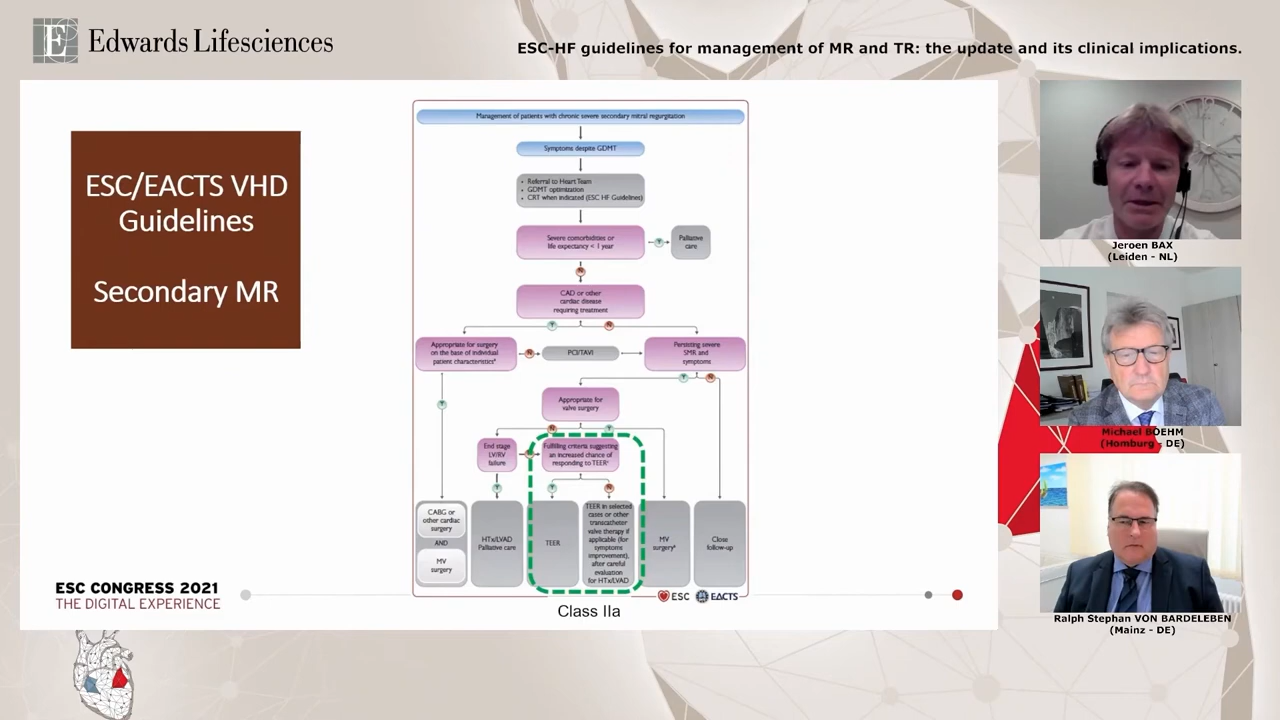 E Edwards Lifesciences
ESC-HF guidelines for management of MR and TR: the update and its clinical implications.
ESC/EACTS VHD
Guidelines
Secondary MR
Management of patients with chronic severe secondary mitral regurgitation
Symptoms despite GDMT
• Referral to Heart Team
• GDMT optimization
• CRT when indicated (ESC HF Guidelines)
Severe comorbidities or
life expectancy < 1 year
Y
Palliative
care
N
CAD or other
cardiac disease
requiring treatment
Y
N
Appropriate for surgery
on the base of individual
patient characteristics
N
PCI/TAVI
Persisting severe
SMR and
symptoms
Y
Y
N
Appropriate for
valve surgery
N
Y
End stage
LV/RV
failure
Fulfilling criteria suggesting
an increased chance of
responding to TEER
Y
Y
N
CABG or
other cardiac
surgery
AND
MV
surgery
HTx/LVAD
Palliative care
TEER
TEER in selected
cases or other
transcatheter
valve therapy if
applicable (for
symptom
improvement),
after careful
evaluation
for HTx/LVAD
MV
surgery
Close
follow-up
ESC
EACTS
Class IIa
ESC CONGRESS 2021
THE DIGITAL EXPERIENCE
Jeroen BAX
(Leiden - NL)
Michael BOEHM
(Homburg - DE)
Ralph Stephan VON BARDELEBEN
(Mainz - DE)